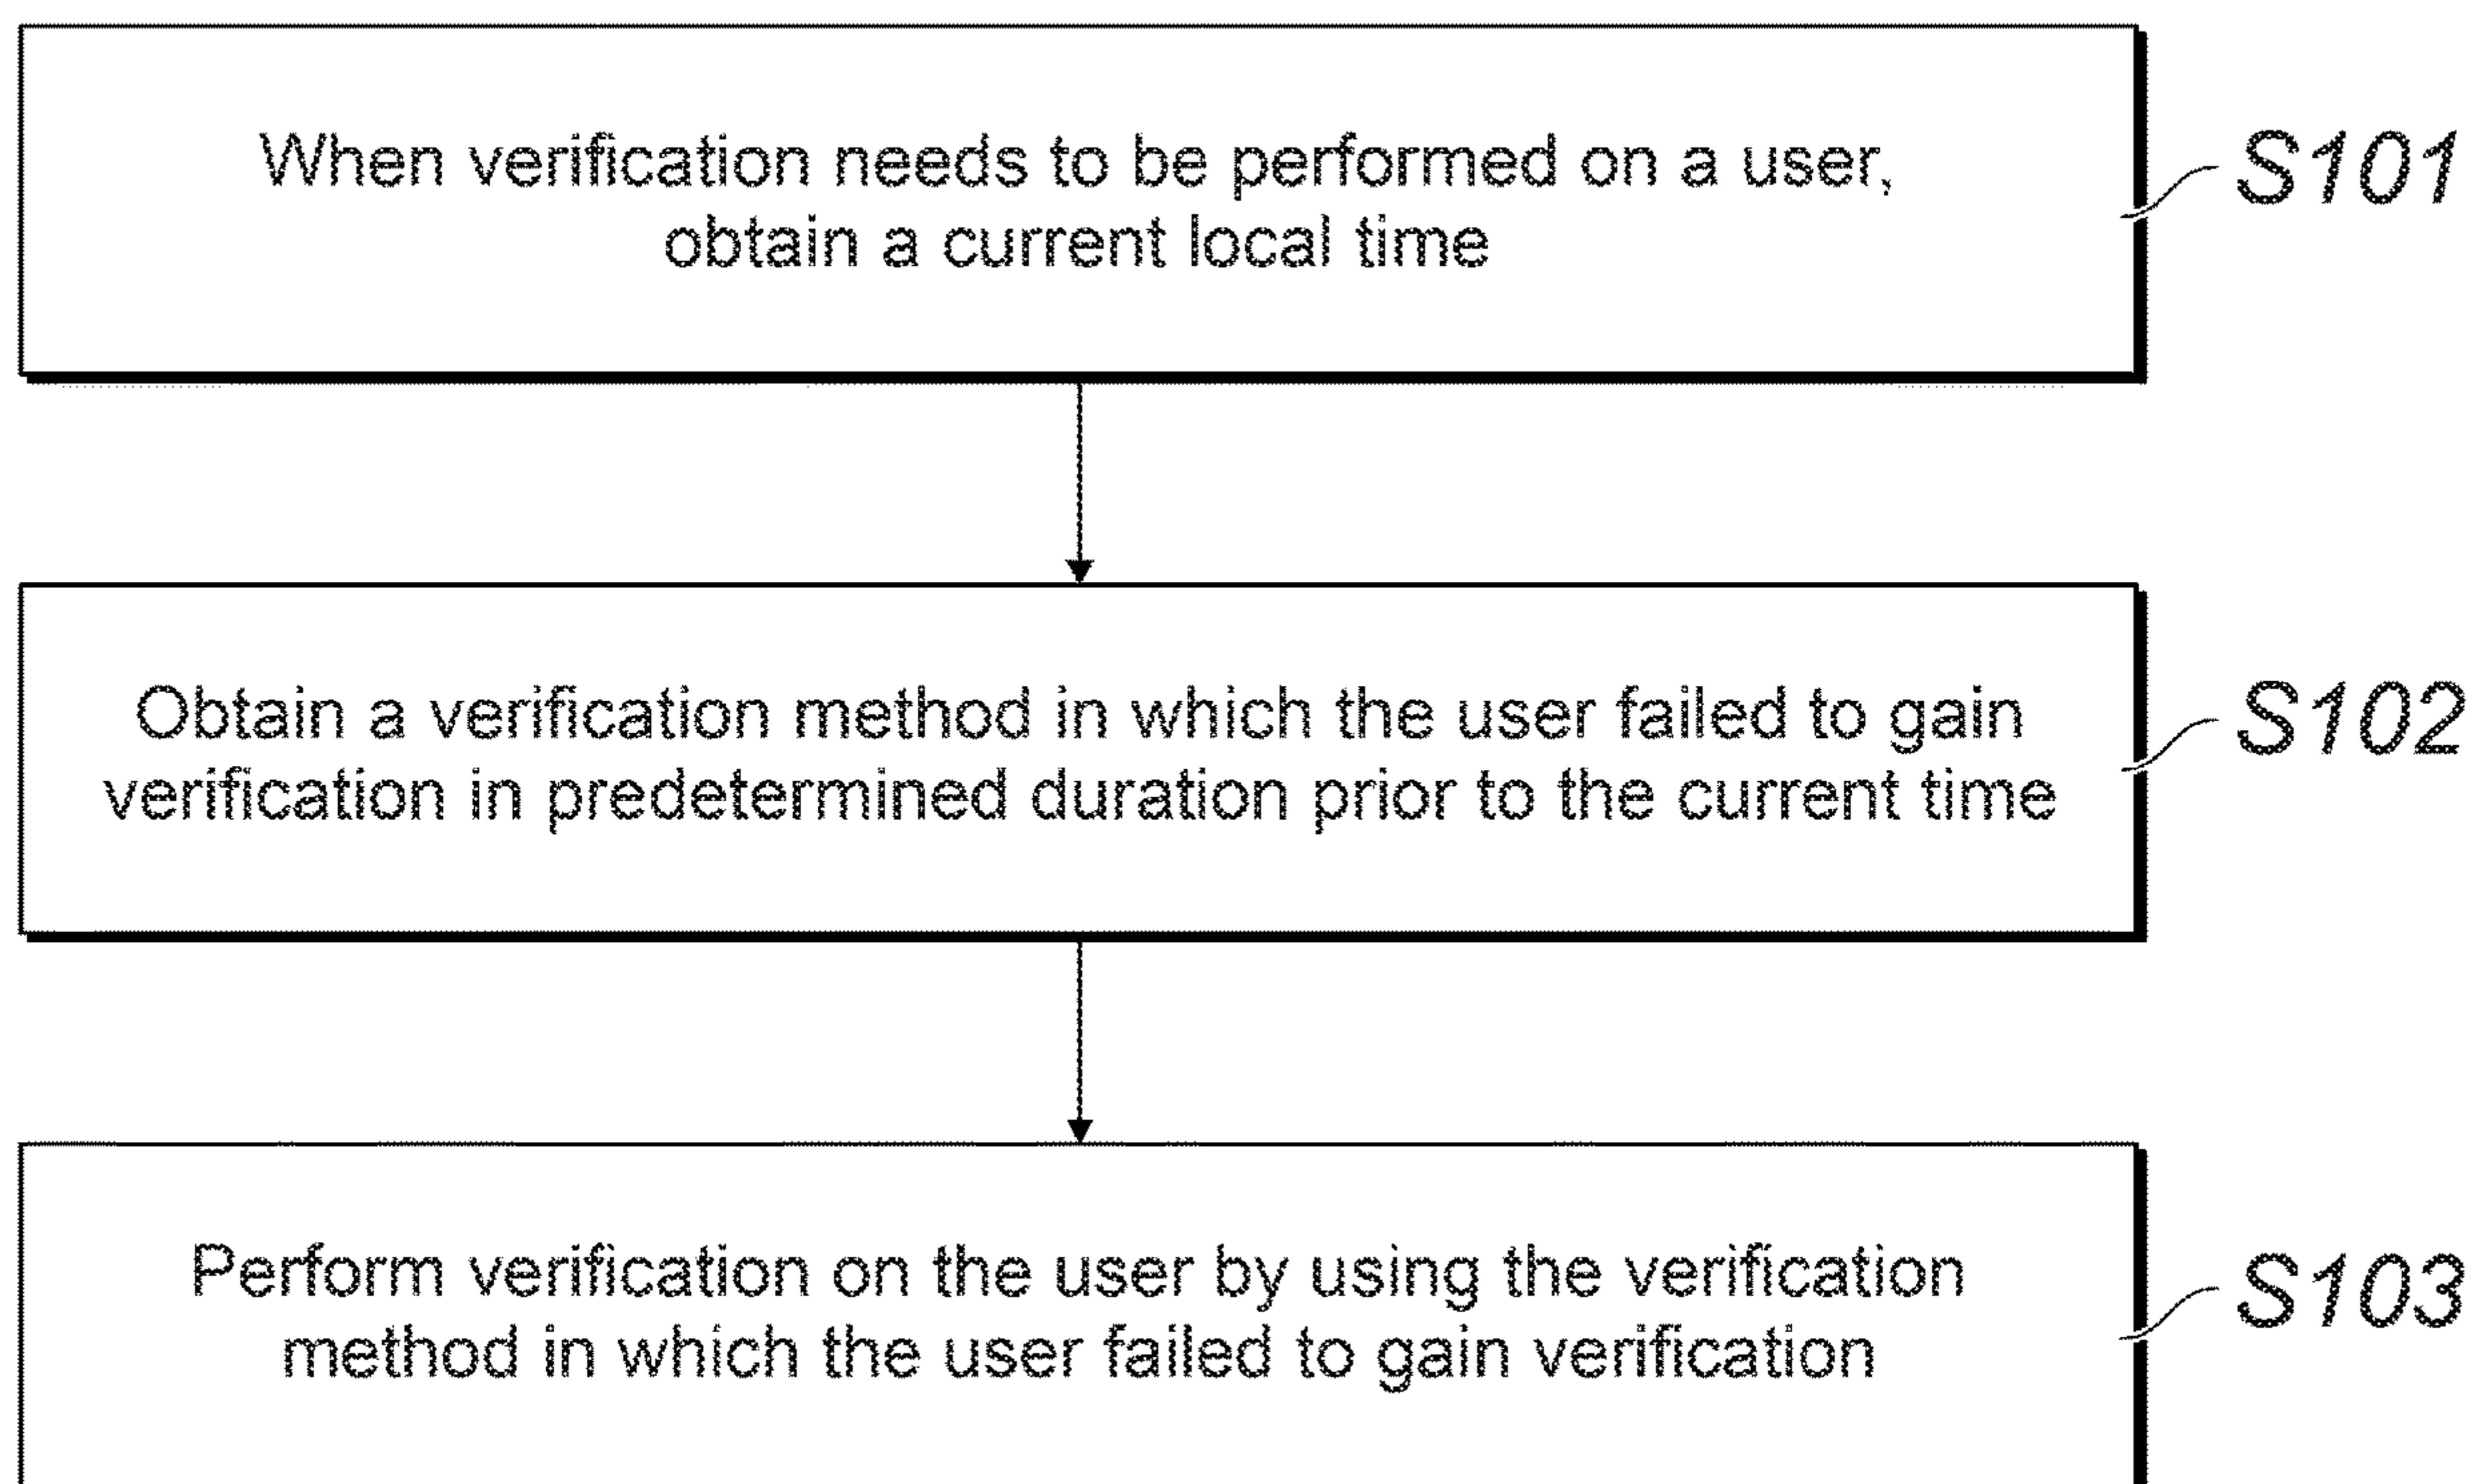 When verification needs to be performed on a user,
obtain a current local time
S101
Obtain a verification method in which the user failed to gain
verification in predetermined duration prior to the current time
S102
Perform verification on the user by using the verification
method in which the user failed to gain verification
S103